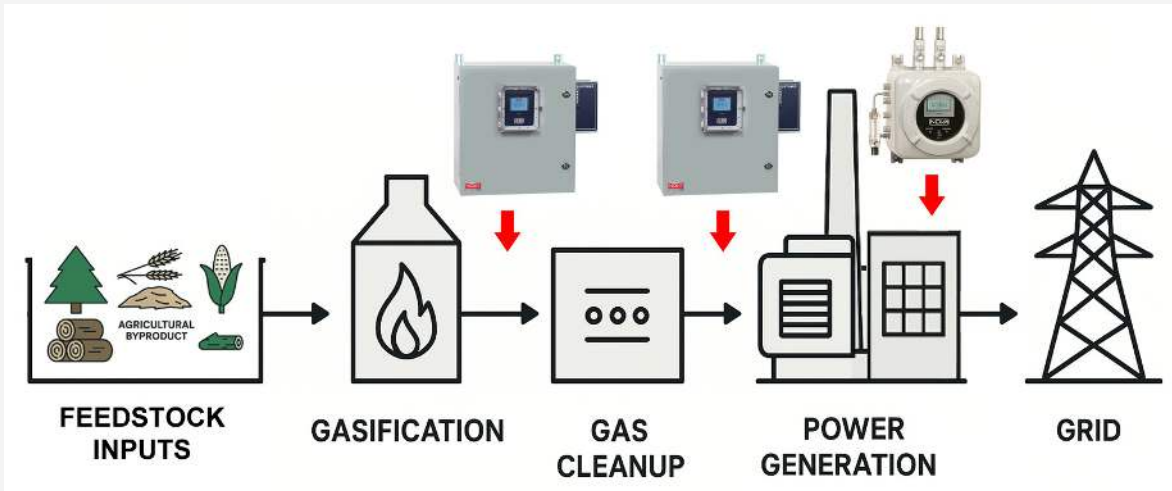 AGRICULTURAL
BYPRODUCT
FEEDSTOCK
INPUTS
GASIFICATION
GAS
CLEANUP
POWER
GENERATION
GRID